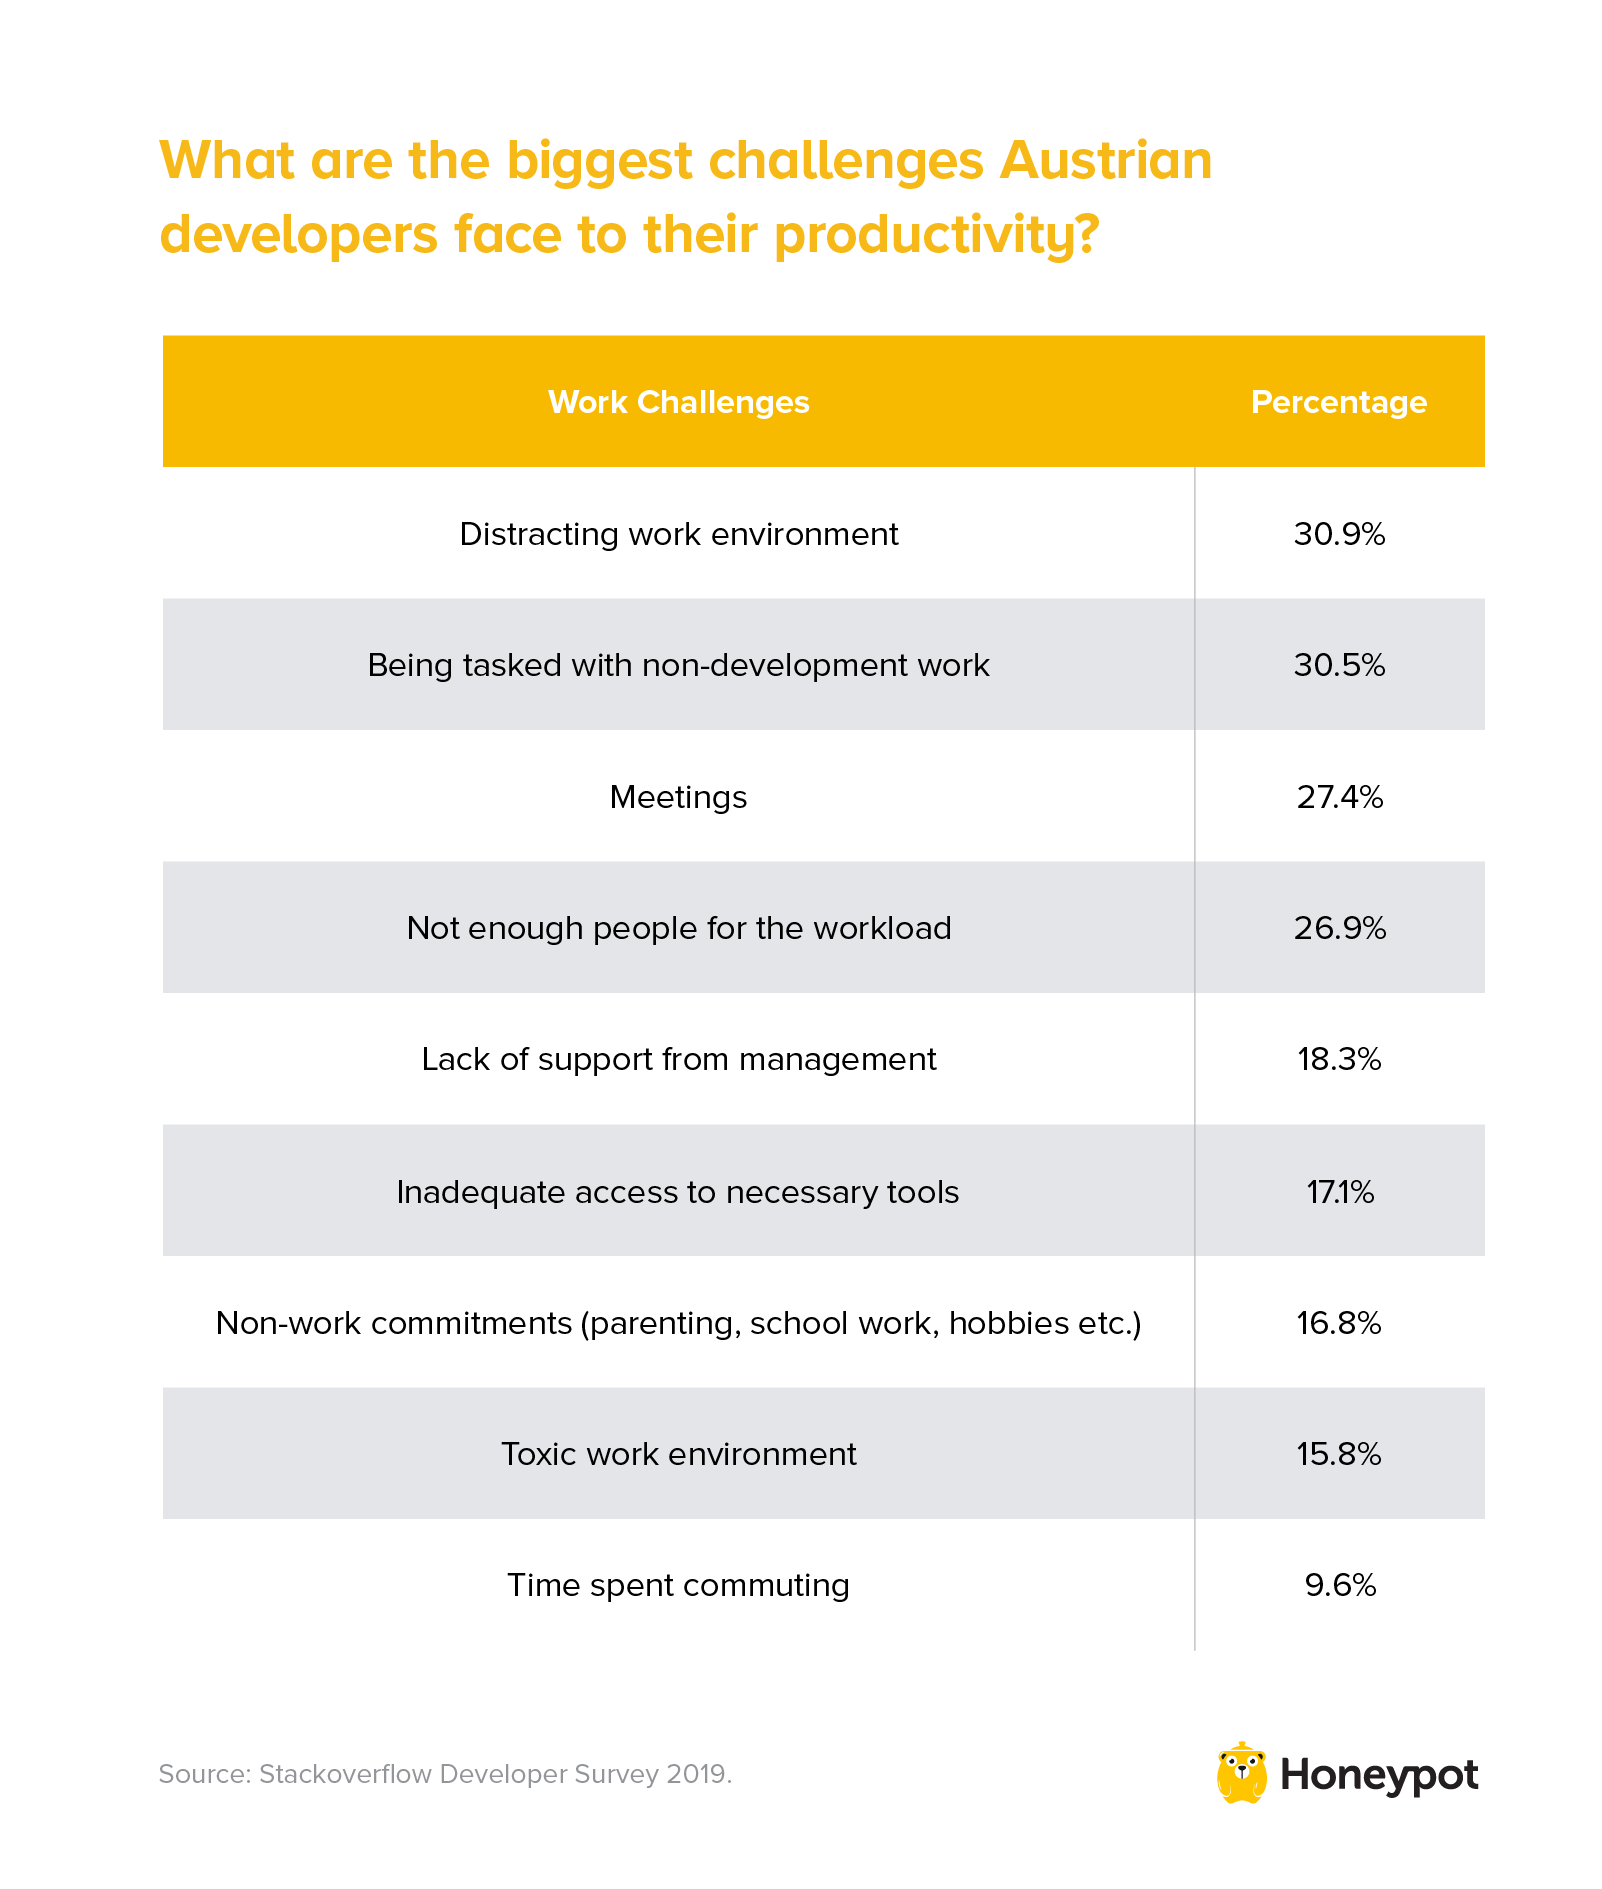 What are the biggest challenges Austrian
developers face to their productivity?
Work Challenges Percentage
Distracting work environment 30.9%
Being tasked with non-development work 30.5%
Meetings 27.4%
Not enough people for the workload 26.9%
Lack of support from management 18.3%
Inadequate access to necessary tools 17.1%
Non-work commitments (parenting, school work, hobbies etc.) 16.8%
Toxic work environment 15.8%
Time spent commuting 9.6%
Source: Stackoverflow Developer Survey 2019.
Honeypot